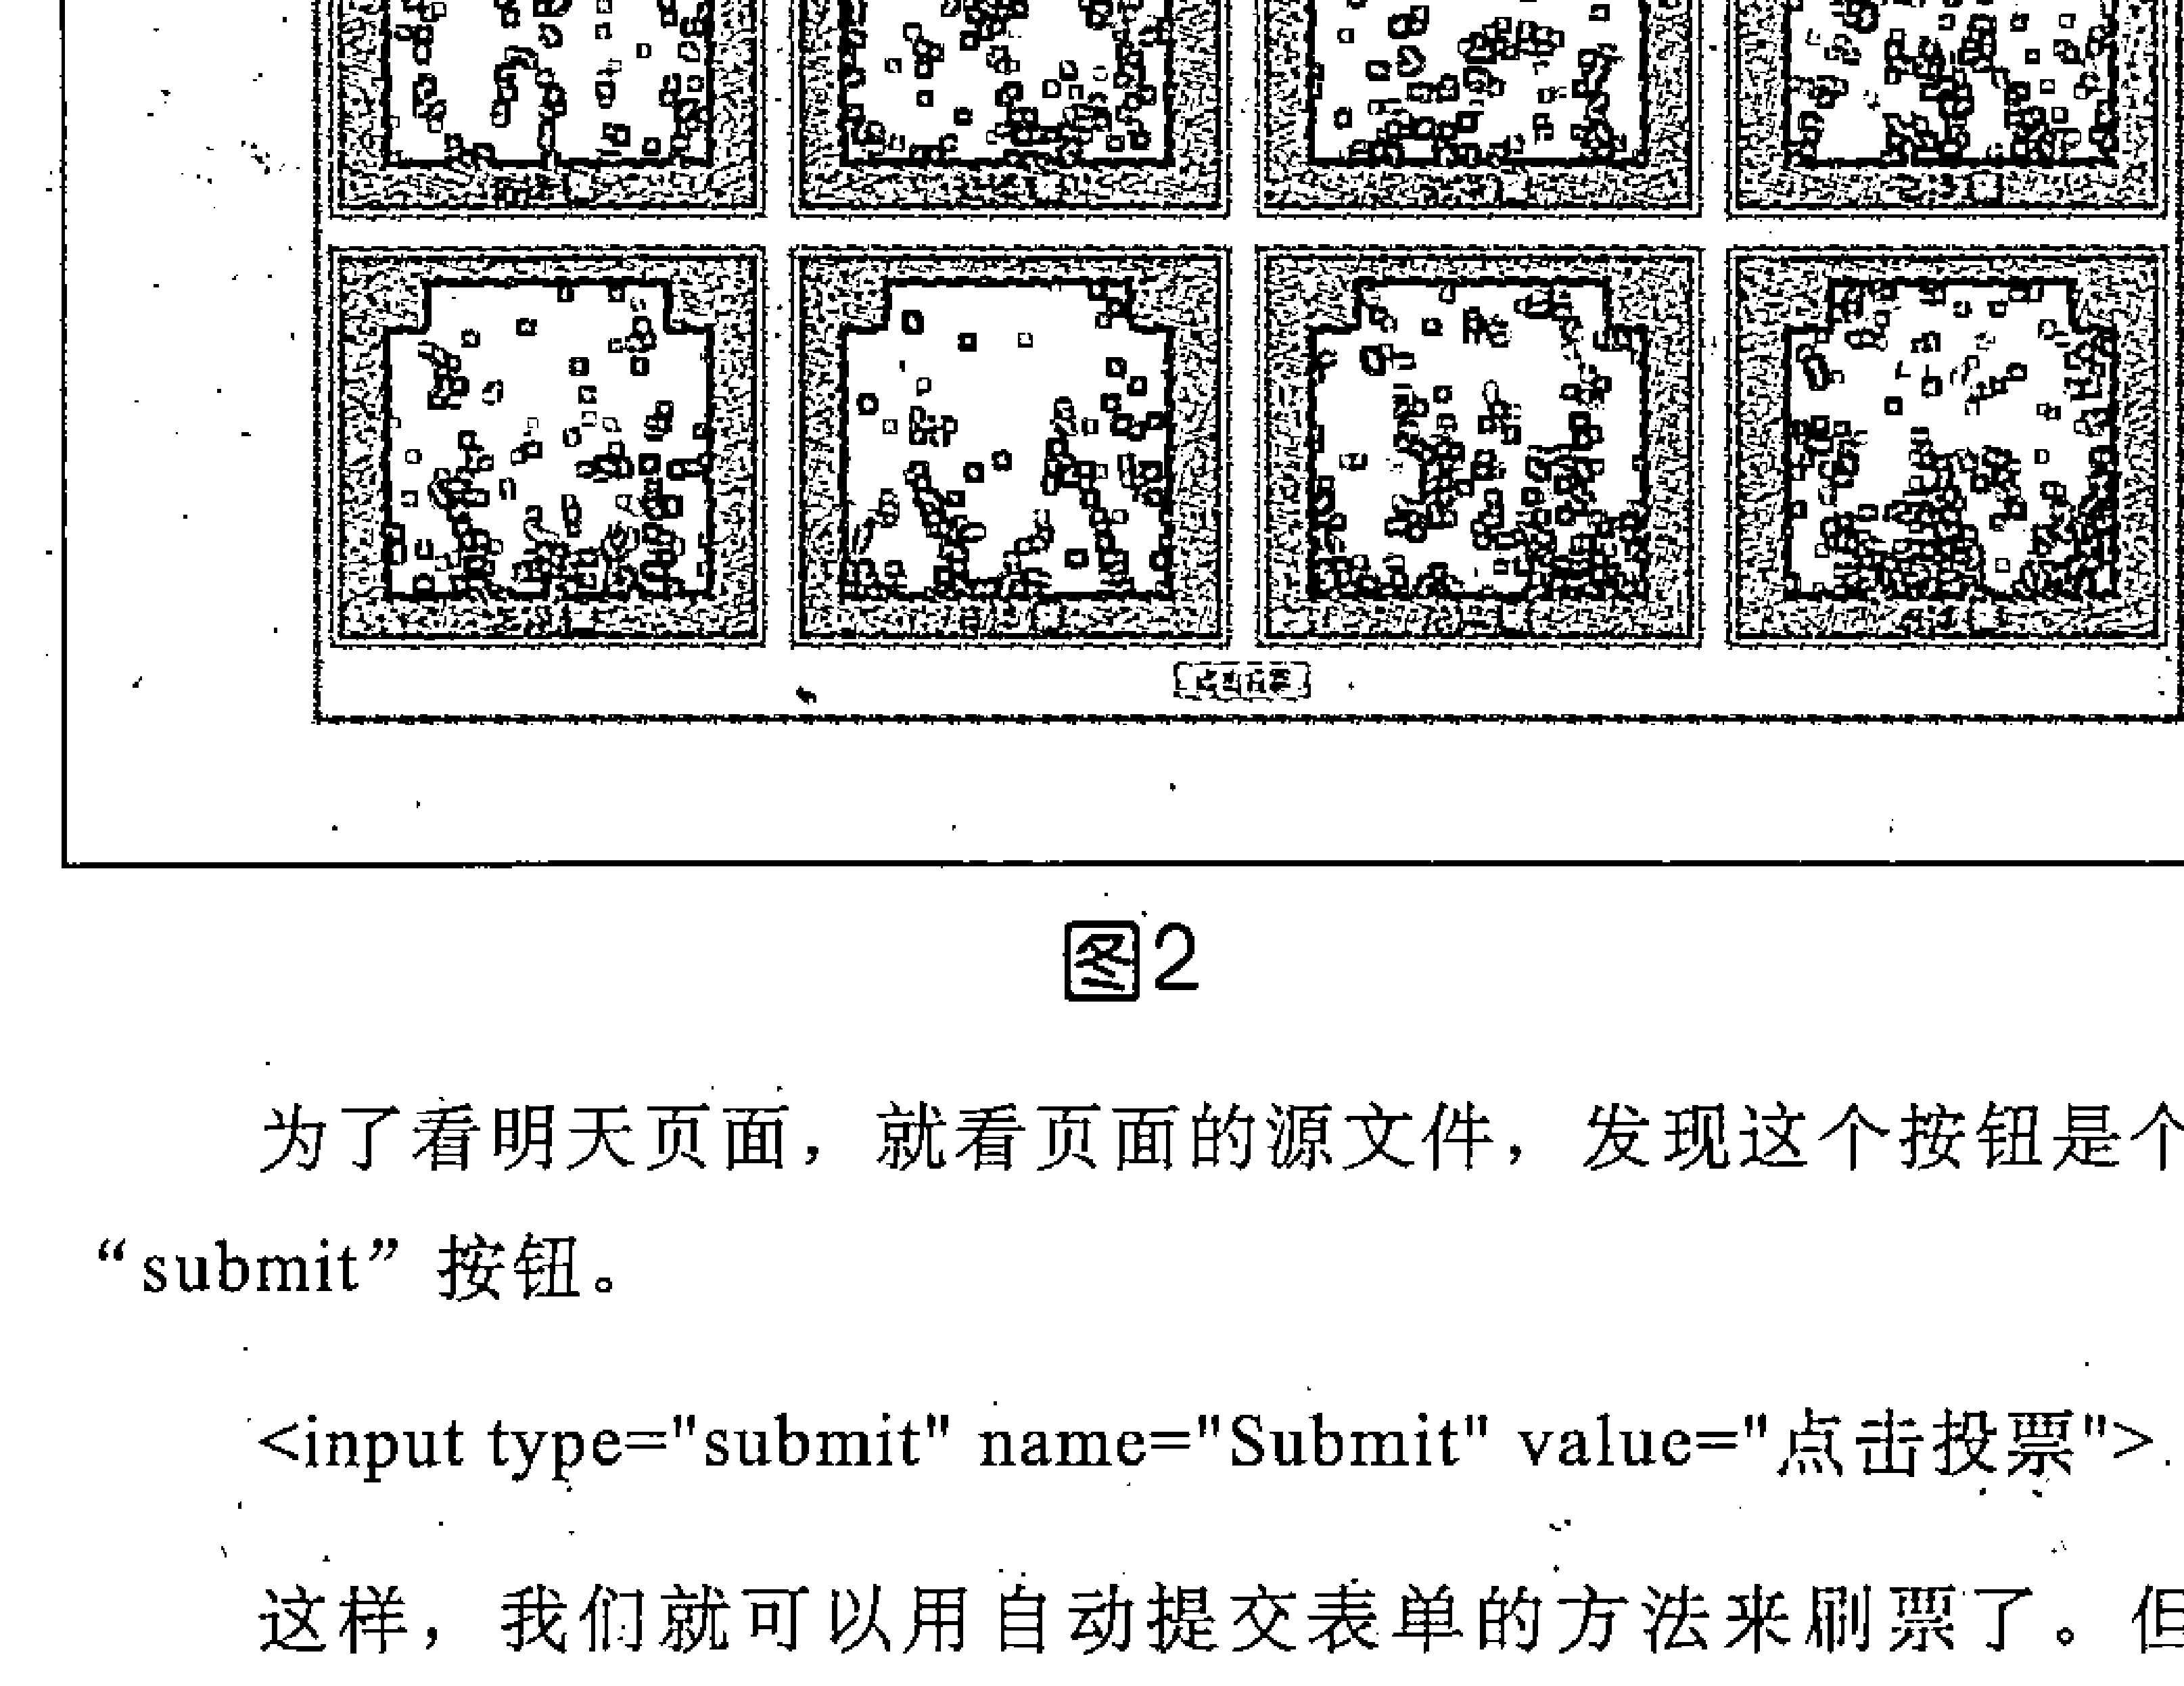 图2
为了看明天页面，就看页面的源文件，发现这个按钮是个
“submit”按钮。
<input type="submit" name="Submit" value="点击投票">
这样，我们就可以用自动提交表单的方法来刷票了。但